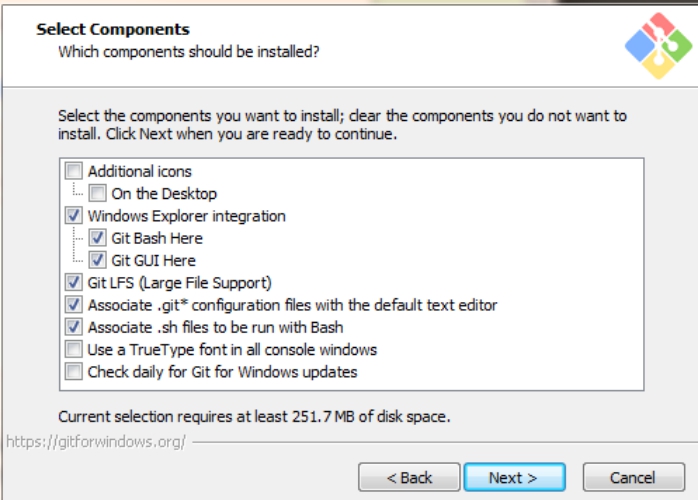 Select Components
Which components should be installed?
Select the components you want to install; clear the components you do not want to
install. Click Next when you are ready to continue.
Additional icons
On the Desktop
Windows Explorer integration
Git Bash Here
Git GUI Here
Git LFS (Large File Support)
Associate .git* configuration files with the default text editor
Associate .sh files to be run with Bash
Use a TrueType font in all console windows
Check daily for Git for Windows updates
Current selection requires at least 251.7 MB of disk space.
https://gitforwindows.org/
< Back
Next >
Cancel